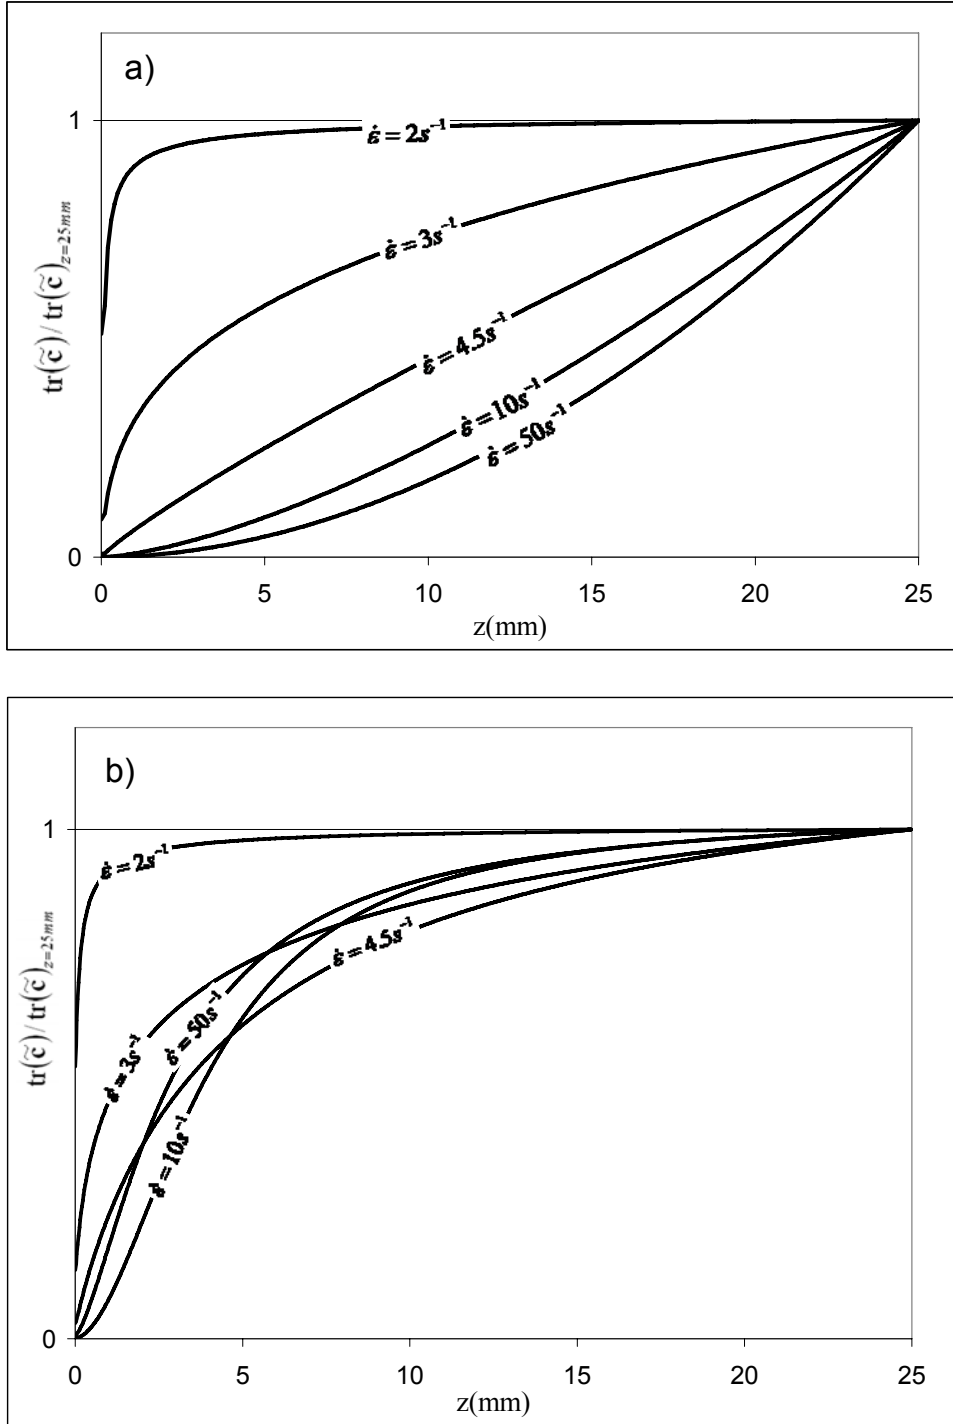 a)
1
ε̇ = 2s⁻¹
ε̇ = 3s⁻¹
ε̇ = 4.5s⁻¹
ε̇ = 10s⁻¹
ε̇ = 50s⁻¹
tr(c̃)/tr(c̃)z=25mm
0
0 5 10 15 20 25
z(mm)
b)
1
ε̇ = 2s⁻¹
ε̇ = 4.5s⁻¹
ε̇ = 50s⁻¹
ε̇ = 3s⁻¹
ε̇ = 10s⁻¹
tr(c̃)/tr(c̃)z=25mm
0
0 5 10 15 20 25
z(mm)